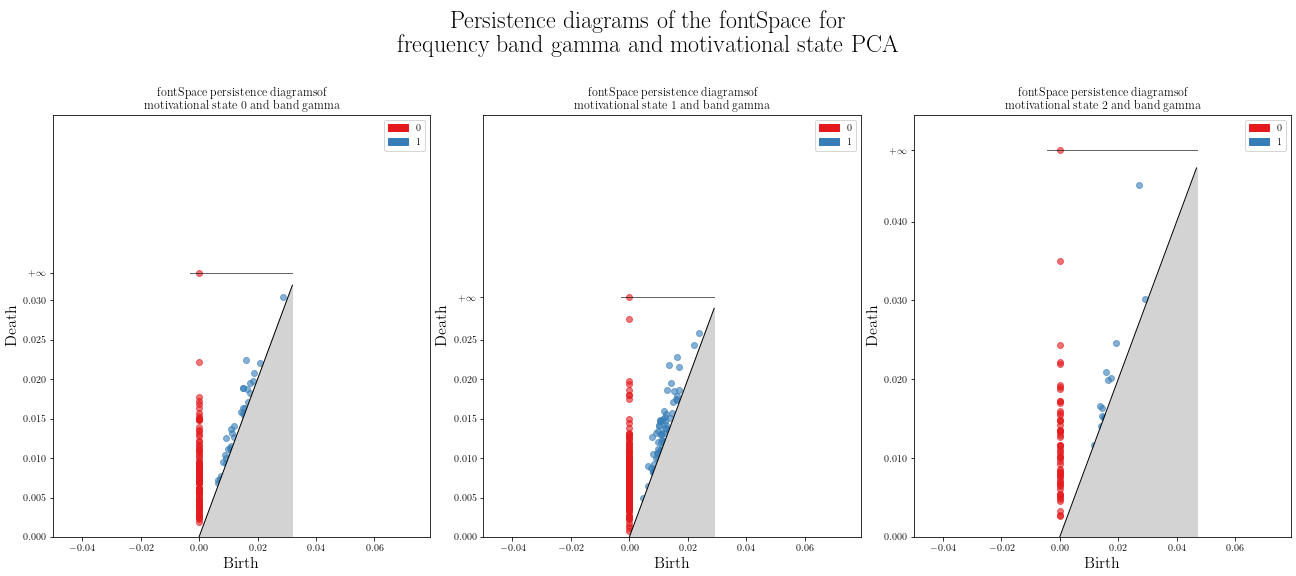 Persistence diagrams of the fontSpace for
frequency band gamma and motivational state PCA
fontSpace persistence diagramsof
motivational state 0 and band gamma
0
1
+∞
0.030
0.025
0.020
0.015
0.010
0.005
0.000
Death
−0.04 −0.02 0.00 0.02 0.04 0.06
Birth
fontSpace persistence diagramsof
motivational state 1 and band gamma
0
1
+∞
0.025
0.020
0.015
0.010
0.005
0.000
Death
−0.04 −0.02 0.00 0.02 0.04 0.06
Birth
fontSpace persistence diagramsof
motivational state 2 and band gamma
0
1
+∞
0.040
0.030
0.020
0.010
0.000
Death
−0.04 −0.02 0.00 0.02 0.04 0.06
Birth